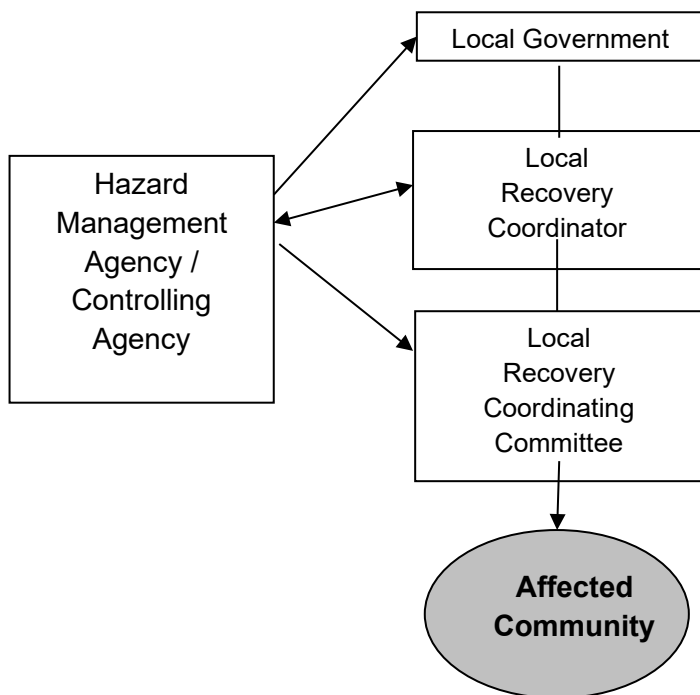 Local Government
Hazard
Management
Agency /
Controlling
Agency
Local
Recovery
Coordinator
Local
Recovery
Coordinating
Committee
Affected
Community